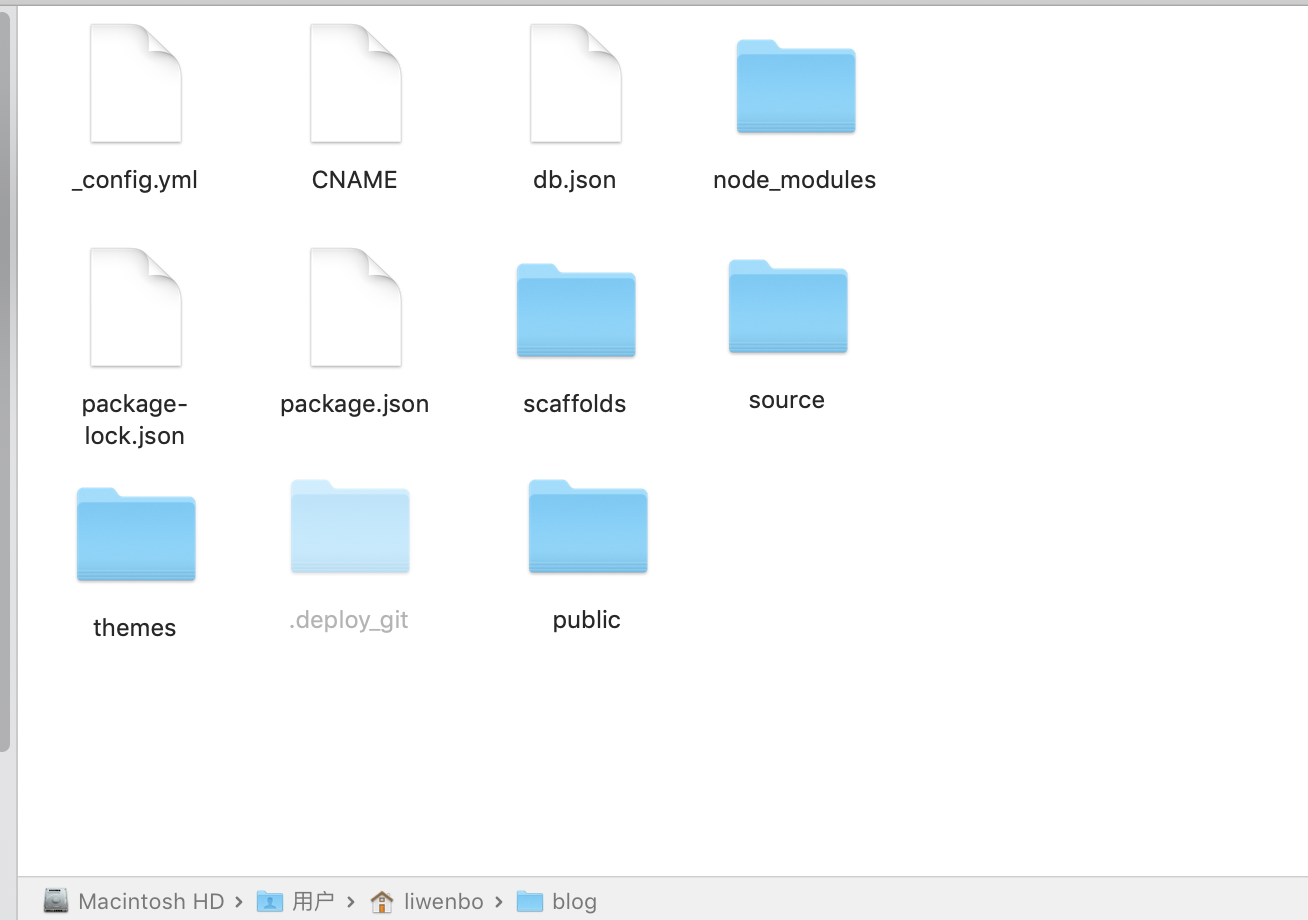 _config.yml
CNAME
db.json
node_modules
package-
lock.json
package.json
scaffolds
source
themes
.deploy_git
public
Macintosh HD › 用户 › liwenbo › blog